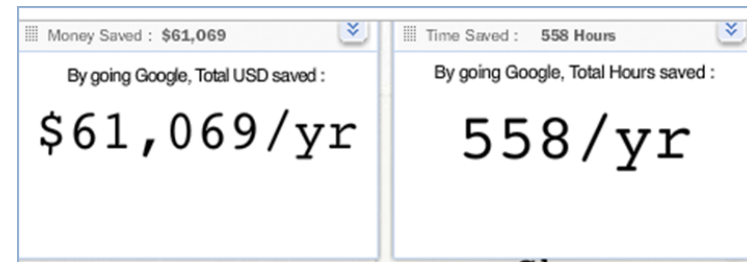 Money Saved : $61,069
By going Google, Total USD saved :
$61,069/yr
Time Saved : 558 Hours
By going Google, Total Hours saved :
558/yr